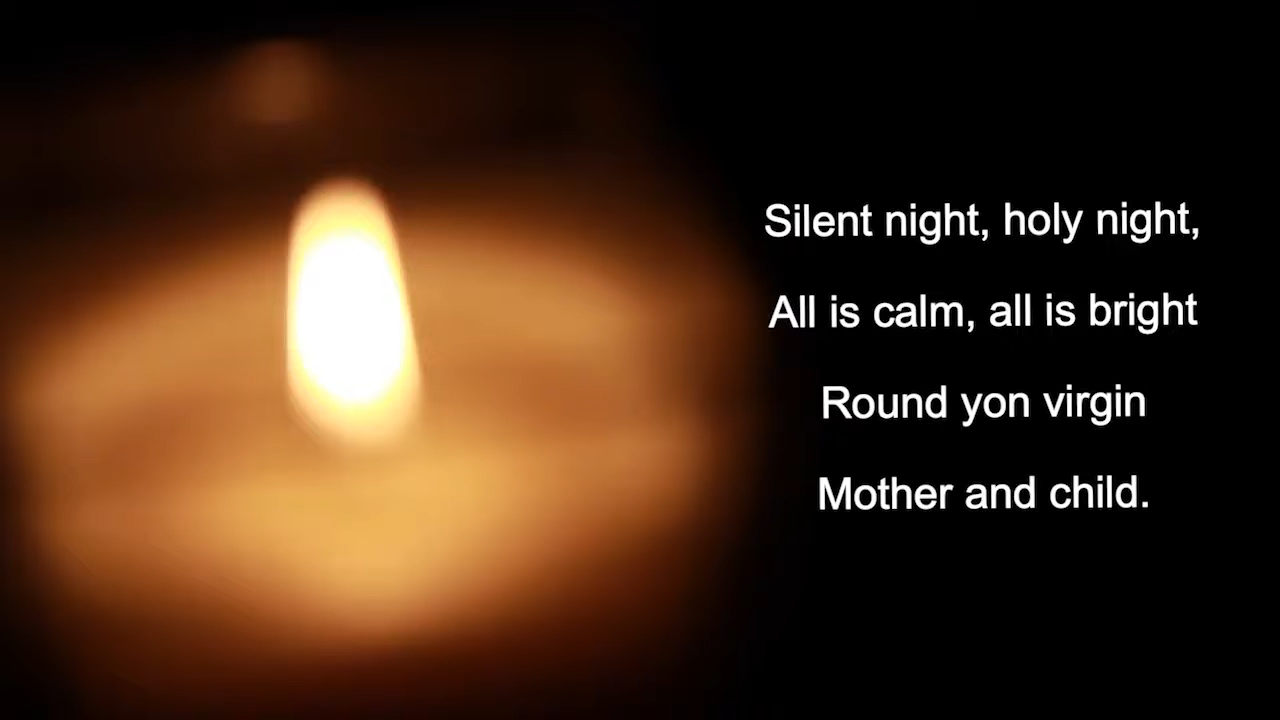 Silent night, holy night,
All is calm, all is bright
Round yon virgin
Mother and child.